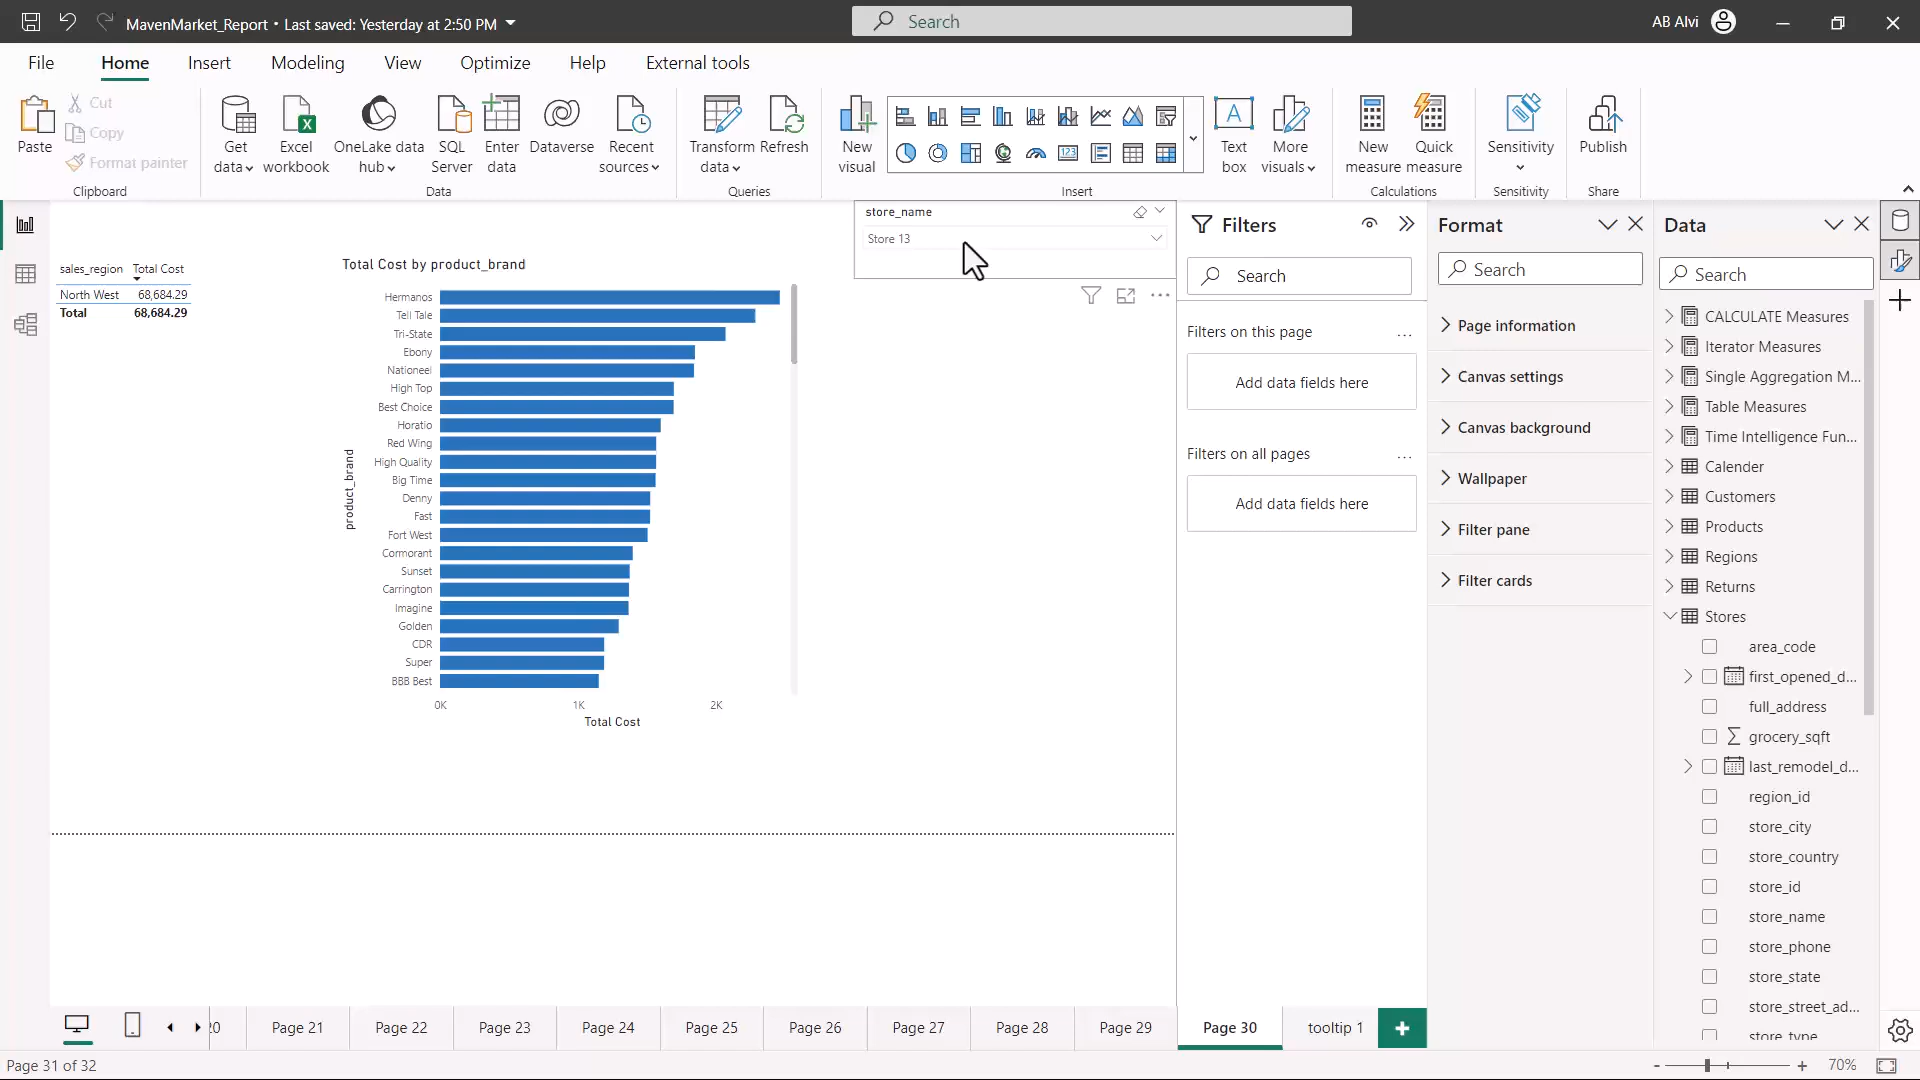 MavenMarket_Report • Last saved: Yesterday at 2:50 PM
Search
AB Alvi
File
Home
Insert
Modeling
View
Optimize
Help
External tools
Paste
Cut
Copy
Format painter
Clipboard
Get data
Excel workbook
OneLake data hub
SQL Server
Enter data
Dataverse
Recent sources
Data
Transform data
Refresh
Queries
New visual
Text box
More visuals
Insert
New measure
Quick measure
Calculations
Sensitivity
Sensitivity
Publish
Share
sales_region Total Cost
North West 68,684.29
Total 68,684.29
Total Cost by product_brand
product_brand
Hermanos
Tell Tale
Tri-State
Ebony
Nationeel
High Top
Best Choice
Horatio
Red Wing
High Quality
Big Time
Denny
Fast
Fort West
Cormorant
Sunset
Carrington
Imagine
Golden
CDR
Super
BBB Best
0K 1K 2K
Total Cost
store_name
Store 13
Filters
Search
Filters on this page
Add data fields here
Filters on all pages
Add data fields here
Format
Search
Page information
Canvas settings
Canvas background
Wallpaper
Filter pane
Filter cards
Data
Search
CALCULATE Measures
Iterator Measures
Single Aggregation M...
Table Measures
Time Intelligence Fun...
Calender
Customers
Products
Regions
Returns
Stores
area_code
first_opened_d...
full_address
grocery_sqft
last_remodel_d...
region_id
store_city
store_country
store_id
store_name
store_phone
store_state
store_street_ad...
store_type
20
Page 21
Page 22
Page 23
Page 24
Page 25
Page 26
Page 27
Page 28
Page 29
Page 30
tooltip 1
Page 31 of 32
70%